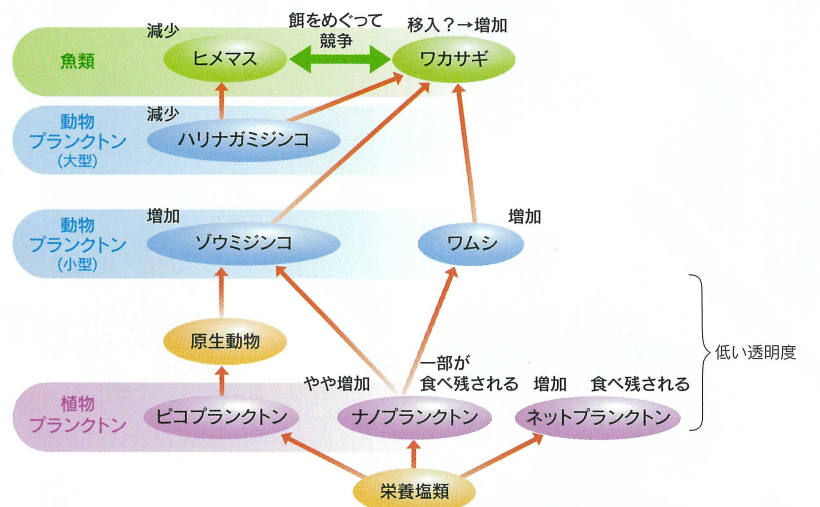 餌をめぐって
競争
移入？→増加
減少
魚類
ヒメマス
ワカサギ
減少
動物
プランクトン
(大型)
ハリナガミジンコ
増加
増加
動物
プランクトン
(小型)
ゾウミジンコ
ワムシ
原生動物
低い透明度
一部が
やや増加
食べ残される
増加
食べ残される
植物
プランクトン
ピコプランクトン
ナノプランクトン
ネットプランクトン
栄養塩類